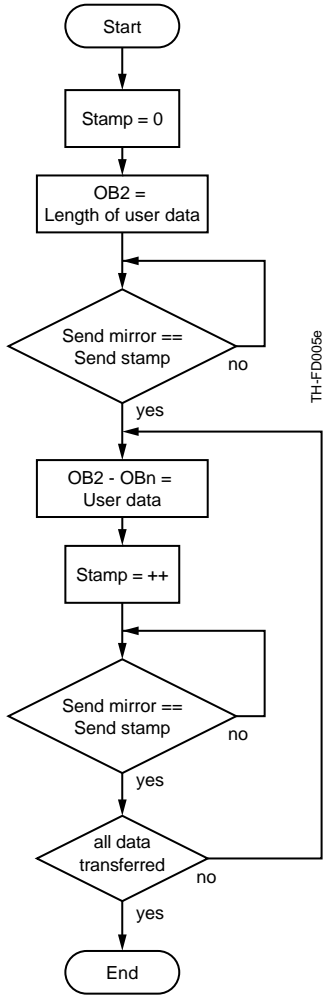 Start
Stamp = 0
OB2 =
Length of user data
Send mirror ==
Send stamp
no
yes
OB2 - OBn =
User data
Stamp = ++
Send mirror ==
Send stamp
no
yes
all data
transferred
no
yes
End
TH-FD005e